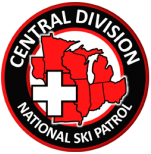 CENTRAL DIVISION
NATIONAL SKI PATROL